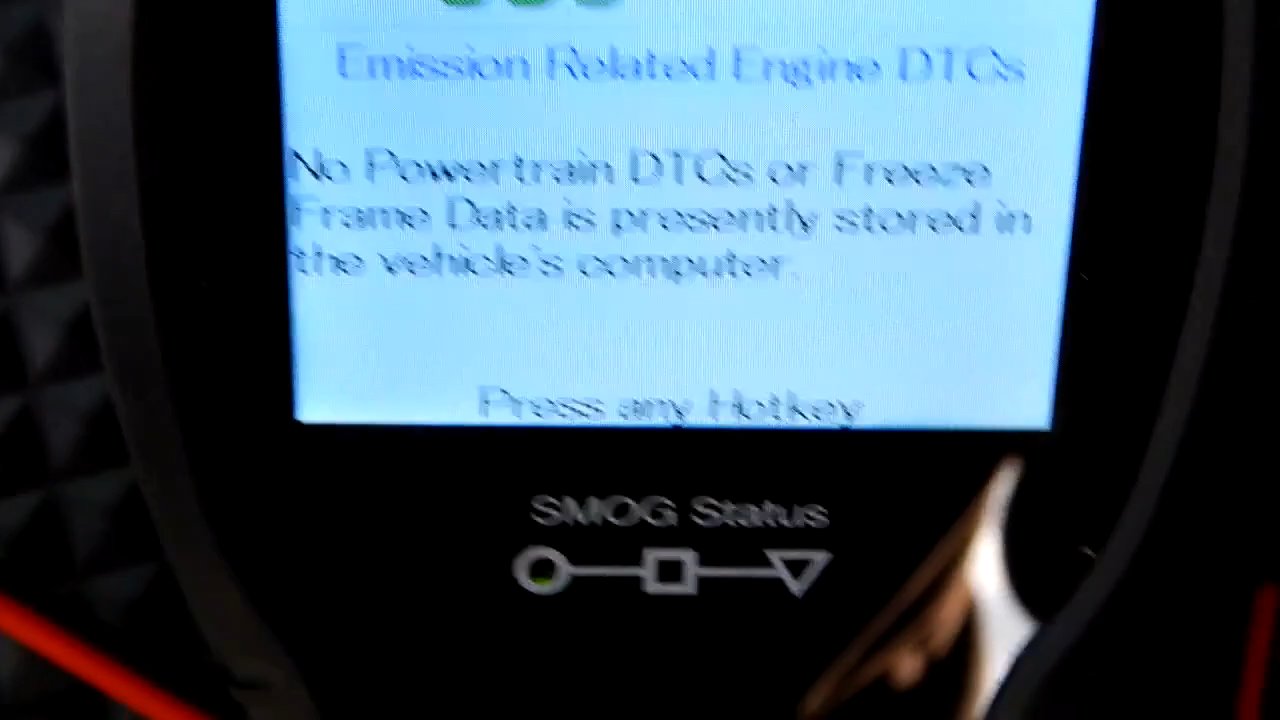 Emission Related Engine DTCs
No Powertrain DTCs or Freeze
Frame Data is presently stored in
the vehicle's computer.
Press any Hotkey
SMOG Status